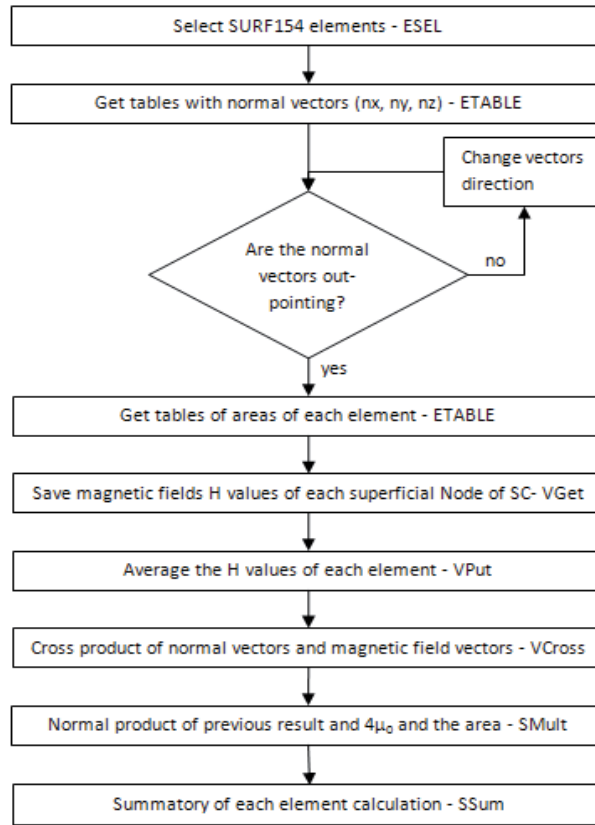 Select SURF154 elements - ESEL
Get tables with normal vectors (nx, ny, nz) - ETABLE
Change vectors
direction
Are the normal
vectors out-
pointing?
no
yes
Get tables of areas of each element - ETABLE
Save magnetic fields H values of each superficial Node of SC- VGet
Average the H values of each element - VPut
Cross product of normal vectors and magnetic field vectors - VCross
Normal product of previous result and 4μ₀ and the area - SMult
Summatory of each element calculation - SSum